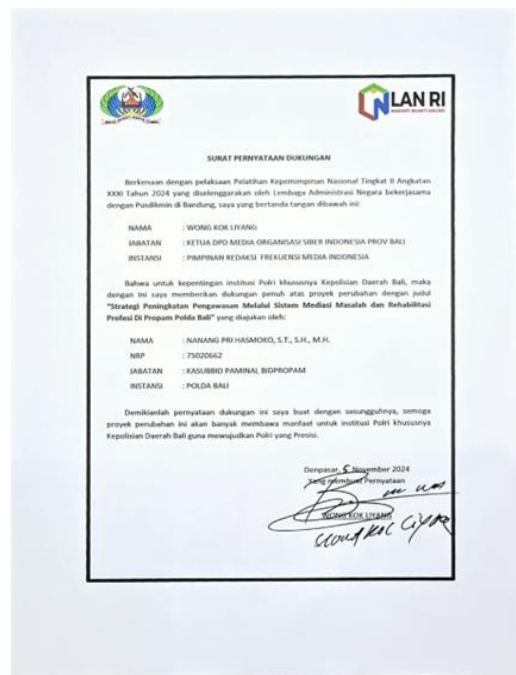 LAN RI
SURAT PERNYATAAN DUKUNGAN
Berkenaan dengan pelaksaan Pelatihan Kepemimpinan Nasional Tingkat II Angkatan
XXXI Tahun 2024 yang diselenggarakan oleh Lembaga Administrasi Negara bekerjasama
dengan Pusdikmin di Bandung, saya yang bertanda tangan dibawah ini:
NAMA : WONG KOK LIYANG
JABATAN : KETUA DPD MEDIA ORGANISASI SIBER INDONESIA PROV BALI
INSTANSI : PIMPINAN REDAKSI FREKUENSI MEDIA INDONESIA
Bahwa untuk kepentingan institusi Polri khususnya Kepolisian Daerah Bali, maka
dengan ini saya memberikan dukungan penuh atas proyek perubahan dengan judul
"Strategi Peningkatan Pengawasan Melalui Sistem Mediasi Masalah dan Rehabilitasi
Profesi Di Propam Polda Bali" yang diajukan oleh:
NAMA : NANANG PRI HASMOKO, S.T., S.H., M.H.
NRP : 75020662
JABATAN : KASUBBID PAMINAL BIDPROPAM
INSTANSI : POLDA BALI
Demikianlah pernyataan dukungan ini saya buat dengan sesungguhnya, semoga
proyek perubahan ini akan banyak membawa manfaat untuk institusi Polri khususnya
Kepolisian Daerah Bali guna mewujudkan Polri yang Presisi.
Denpasar, 5 November 2024
Yang membuat Pernyataan
WONG KOK LIYANG